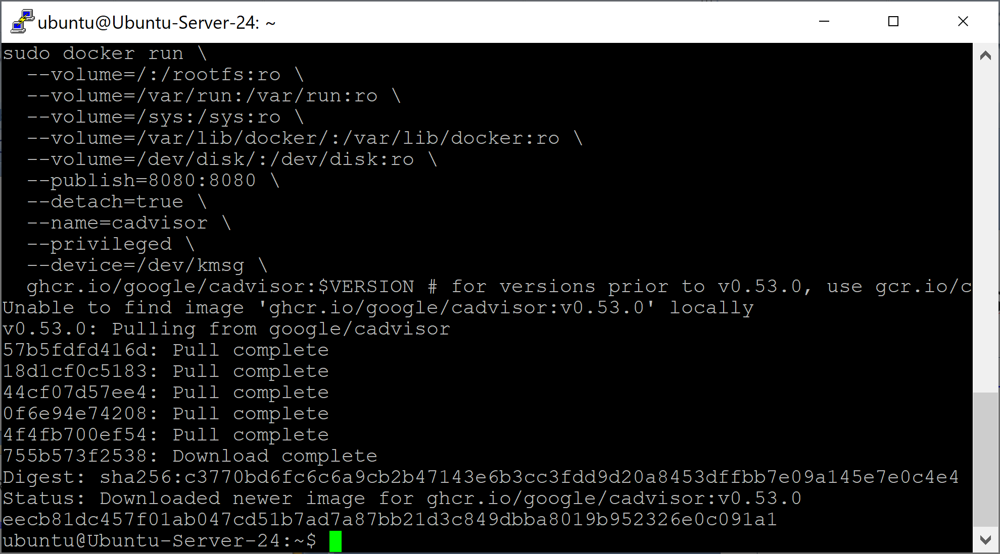 ubuntu@Ubuntu-Server-24: ~
sudo docker run \
  --volume=/:/rootfs:ro \
  --volume=/var/run:/var/run:ro \
  --volume=/sys:/sys:ro \
  --volume=/var/lib/docker/:/var/lib/docker:ro \
  --volume=/dev/disk/:/dev/disk:ro \
  --publish=8080:8080 \
  --detach=true \
  --name=cadvisor \
  --privileged \
  --device=/dev/kmsg \
  ghcr.io/google/cadvisor:$VERSION # for versions prior to v0.53.0, use gcr.io/c
Unable to find image 'ghcr.io/google/cadvisor:v0.53.0' locally
v0.53.0: Pulling from google/cadvisor
57b5fdfd416d: Pull complete
18d1cf0c5183: Pull complete
44cf07d57ee4: Pull complete
0f6e94e74208: Pull complete
4f4fb700ef54: Pull complete
755b573f2538: Download complete
Digest: sha256:c3770bd6fc6c6a9cb2b47143e6b3cc3fdd9d20a8453dffbb7e09a145e7e0c4e4
Status: Downloaded newer image for ghcr.io/google/cadvisor:v0.53.0
eecb81dc457f01ab047cd51b7ad7a87bb21d3c849dbba8019b952326e0c091a1
ubuntu@Ubuntu-Server-24:~$